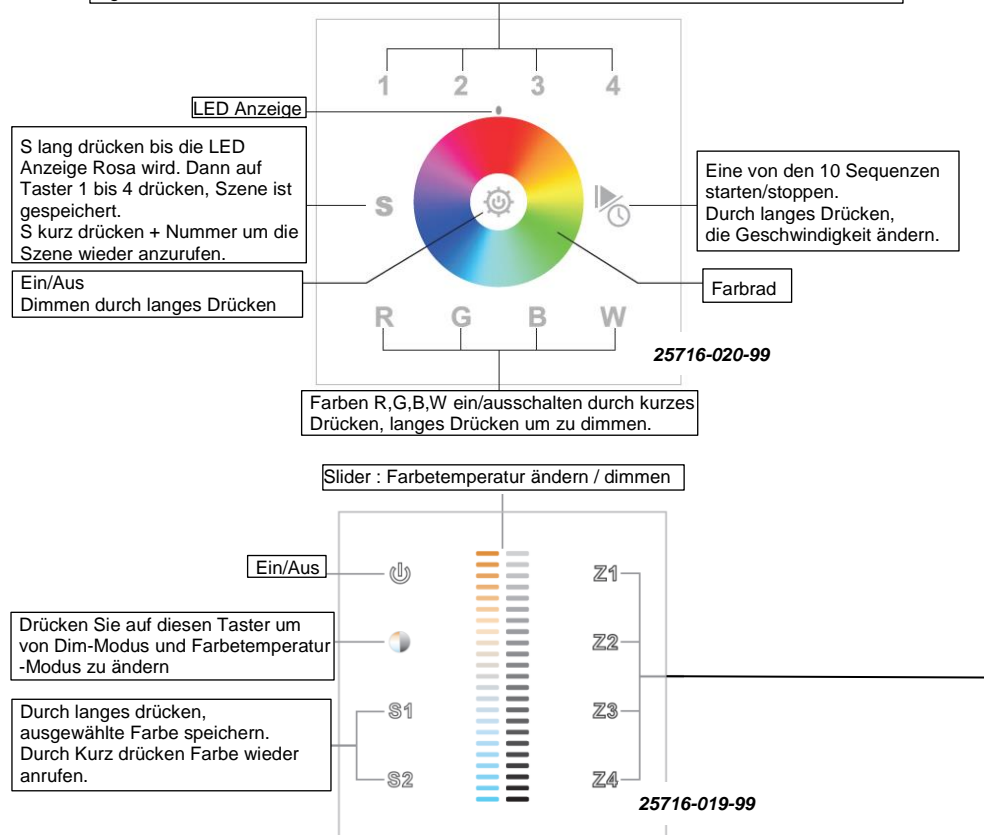 1 2 3 4
LED Anzeige
S lang drücken bis die LED
Anzeige Rosa wird. Dann auf
Taster 1 bis 4 drücken, Szene ist
gespeichert.
S kurz drücken + Nummer um die
Szene wieder anzurufen.
S
Eine von den 10 Sequenzen
starten/stoppen.
Durch langes Drücken,
die Geschwindigkeit ändern.
Ein/Aus
Dimmen durch langes Drücken
Farbrad
R G B W
25716-020-99
Farben R,G,B,W ein/ausschalten durch kurzes
Drücken, langes Drücken um zu dimmen.
Slider : Farbetemperatur ändern / dimmen
Ein/Aus
Z1
Drücken Sie auf diesen Taster um
von Dim-Modus und Farbetemperatur
-Modus zu ändern
Z2
Durch langes drücken,
ausgewählte Farbe speichern.
Durch Kurz drücken Farbe wieder
anrufen.
S1
Z3
S2
Z4
25716-019-99